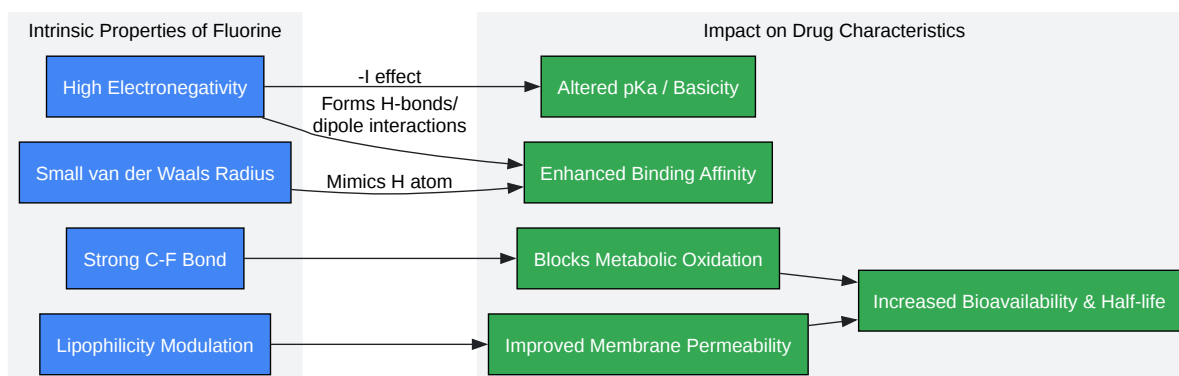 Intrinsic Properties of Fluorine
Impact on Drug Characteristics
High Electronegativity
-I effect
Altered pKa / Basicity
Forms H-bonds/
dipole interactions
Small van der Waals Radius
Mimics H atom
Enhanced Binding Affinity
Strong C-F Bond
Blocks Metabolic Oxidation
Increased Bioavailability & Half-life
Lipophilicity Modulation
Improved Membrane Permeability